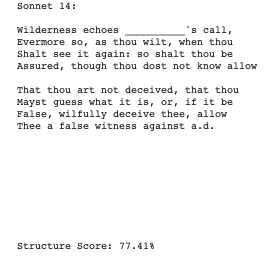 Sonnet 14:
Wilderness echoes __________'s call,
Evermore so, as thou wilt, when thou
Shalt see it again: so shalt thou be
Assured, though thou dost not know allow
That thou art not deceived, that thou
Mayst guess what it is, or, if it be
False, wilfully deceive thee, allow
Thee a false witness against a.d.
Structure Score: 77.41%